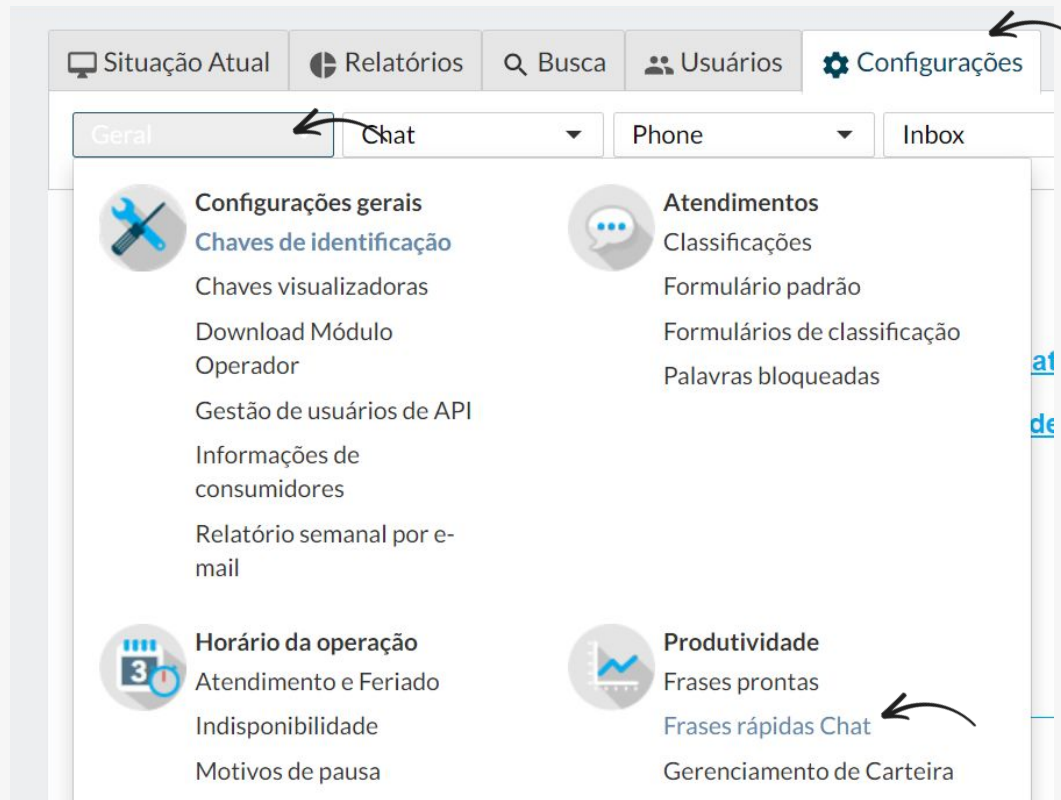 Situação Atual Relatórios Busca Usuários Configurações
Geral Chat Phone Inbox
Configurações gerais
Chaves de identificação
Chaves visualizadoras
Download Módulo
Operador
Gestão de usuários de API
Informações de
consumidores
Relatório semanal por e-
mail
Atendimentos
Classificações
Formulário padrão
Formulários de classificação
Palavras bloqueadas
at
de
Horário da operação
3
Atendimento e Feriado
Indisponibilidade
Motivos de pausa
Produtividade
Frases prontas
Frases rápidas Chat
Gerenciamento de Carteira